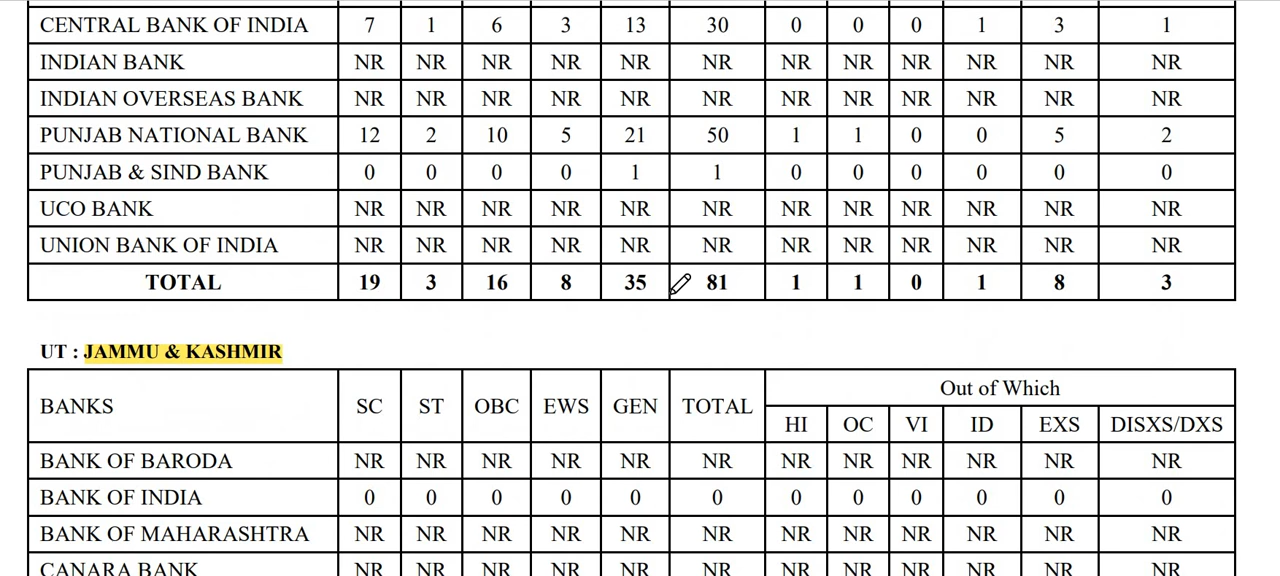 CENTRAL BANK OF INDIA 7 1 6 3 13 30 0 0 0 1 3 1
INDIAN BANK NR NR NR NR NR NR NR NR NR NR NR NR
INDIAN OVERSEAS BANK NR NR NR NR NR NR NR NR NR NR NR NR
PUNJAB NATIONAL BANK 12 2 10 5 21 50 1 1 0 0 5 2
PUNJAB & SIND BANK 0 0 0 0 1 1 0 0 0 0 0 0
UCO BANK NR NR NR NR NR NR NR NR NR NR NR NR
UNION BANK OF INDIA NR NR NR NR NR NR NR NR NR NR NR NR
TOTAL 19 3 16 8 35 81 1 1 0 1 8 3
UT : JAMMU & KASHMIR
BANKS SC ST OBC EWS GEN TOTAL Out of Which
HI OC VI ID EXS DISXS/DXS
BANK OF BARODA NR NR NR NR NR NR NR NR NR NR NR NR
BANK OF INDIA 0 0 0 0 0 0 0 0 0 0 0 0
BANK OF MAHARASHTRA NR NR NR NR NR NR NR NR NR NR NR NR
CANARA BANK NR NR NR NR NR NR NR NR NR NR NR NR